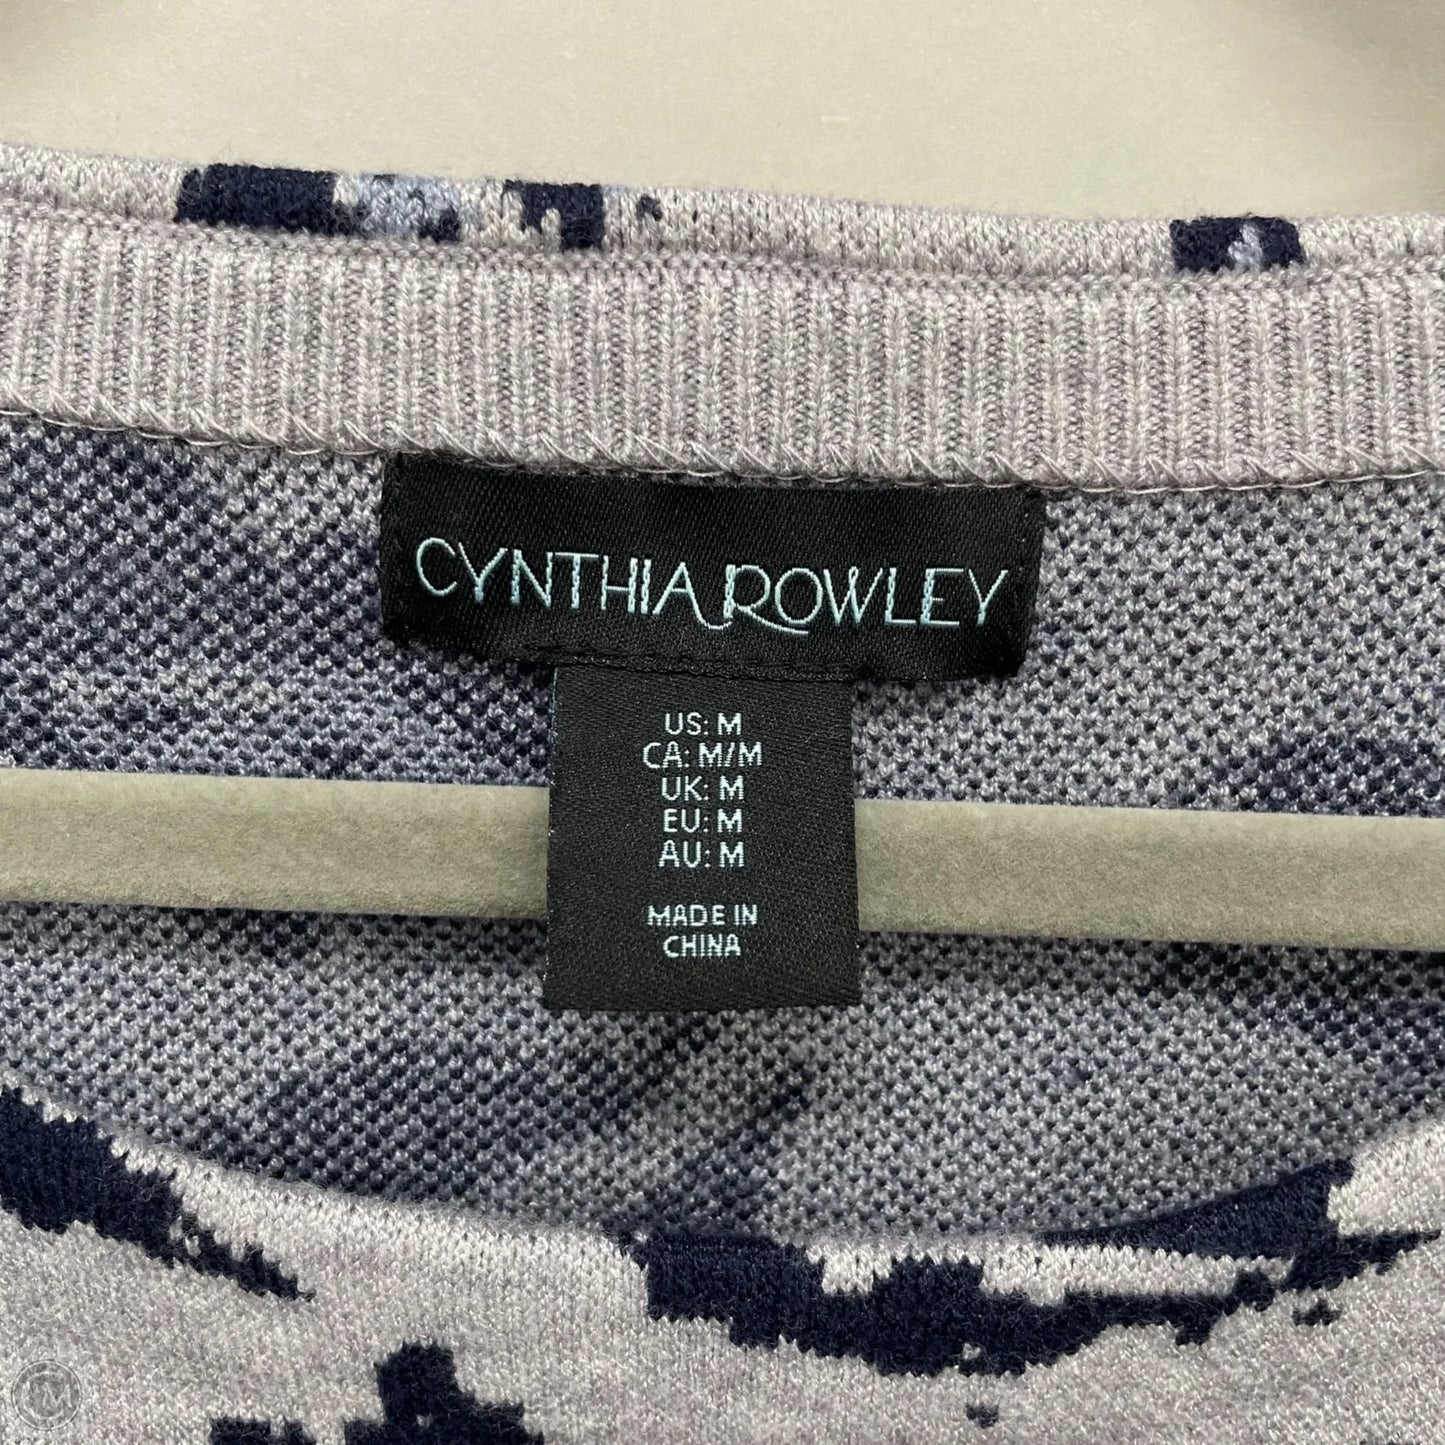 CYNTHIA ROWLEY
US: M
CA: M/M
UK: M
EU: M
AU: M
MADE IN
CHINA
M